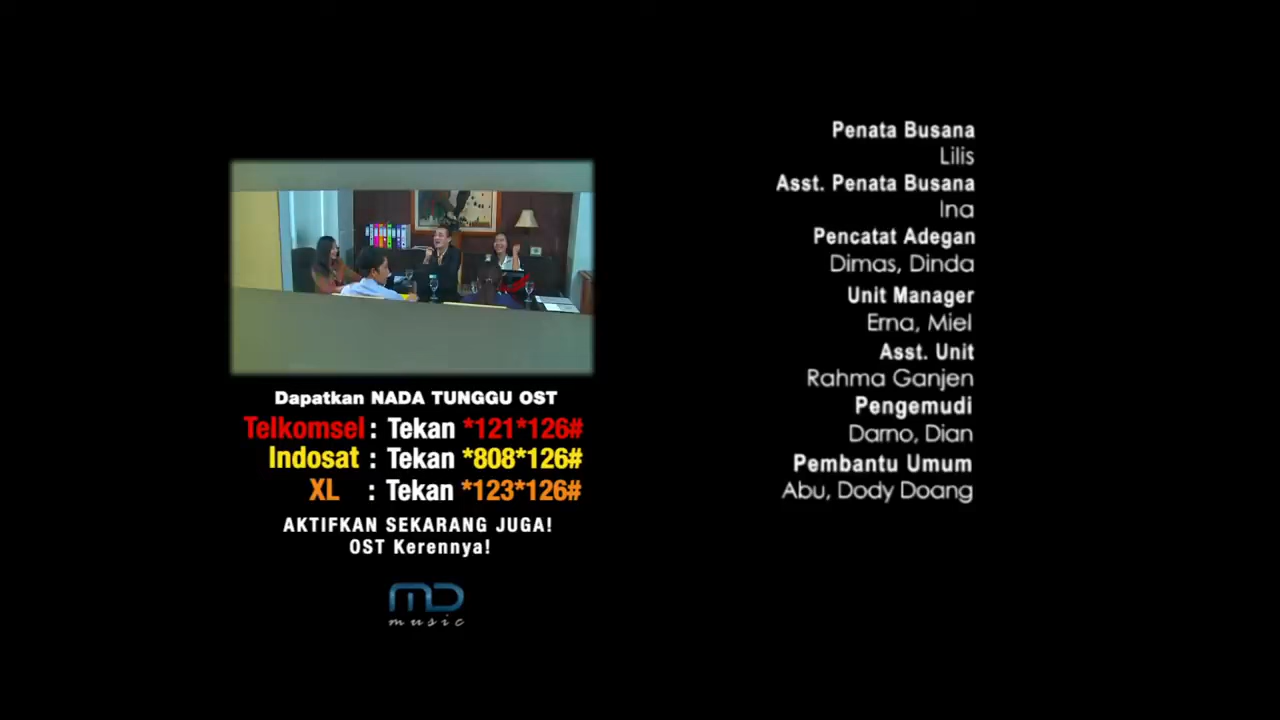 Dapatkan NADA TUNGGU OST
Telkomsel : Tekan *121*126#
Indosat : Tekan *808*126#
XL : Tekan *123*126#
AKTIFKAN SEKARANG JUGA!
OST Kerennya!
MD
music
Penata Busana
Lilis
Asst. Penata Busana
Ina
Pencatat Adegan
Dimas, Dinda
Unit Manager
Erna, Miel
Asst. Unit
Rahma Ganjen
Pengemudi
Darno, Dian
Pembantu Umum
Abu, Dody Doang